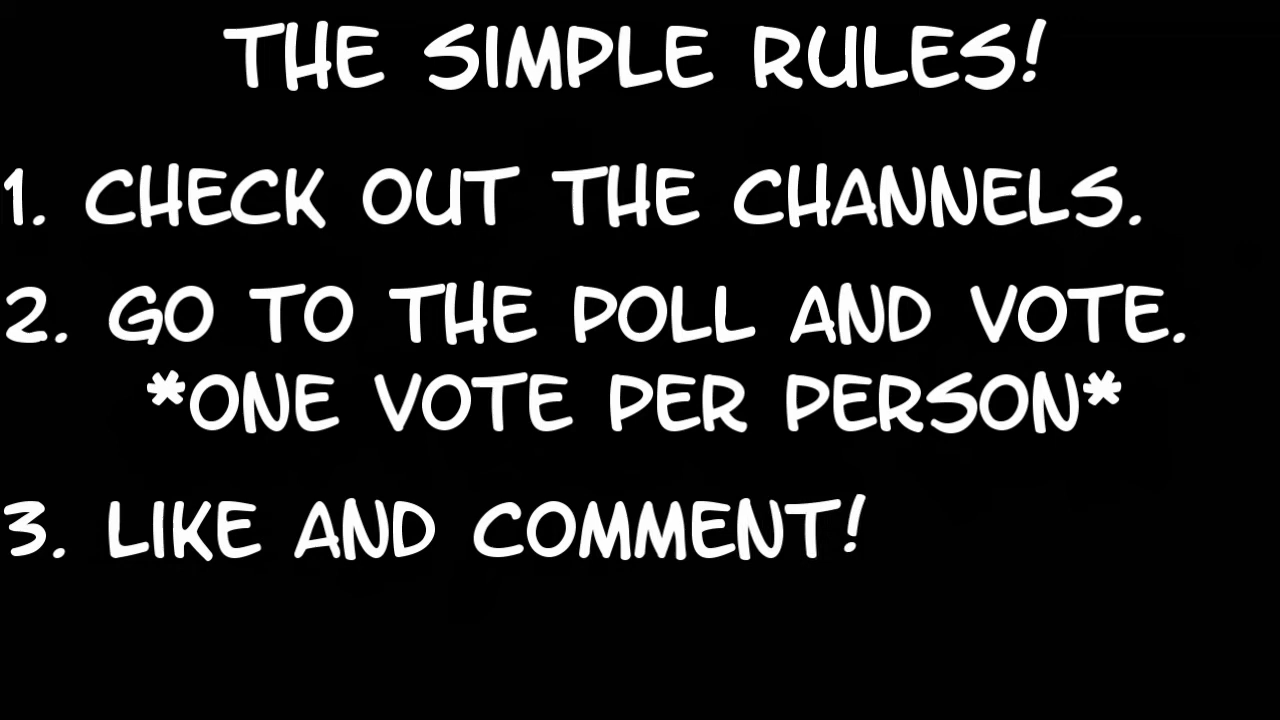 THE SIMPLE RULES!
1. CHECK OUT THE CHANNELS.
2. GO TO THE POLL AND VOTE.
*ONE VOTE PER PERSON*
3. LIKE AND COMMENT!